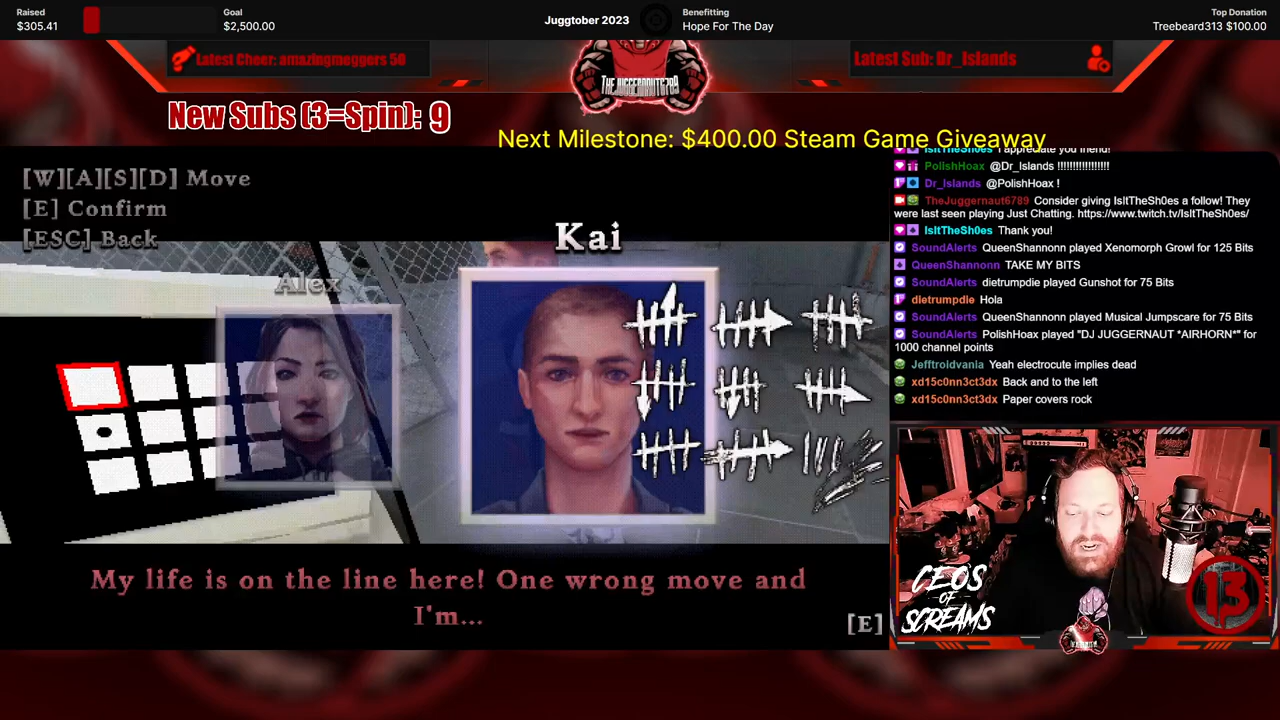 Raised
$305.41
Goal
$2,500.00
Juggtober 2023
Benefitting
Hope For The Day
Top Donation
Treebeard313 $100.00
Latest Cheer: amazingmeggers 50
THEJUGGERNAUT6789
Latest Sub: Dr_Islands
New Subs (3=Spin): 9
Next Milestone: $400.00 Steam Game Giveaway
[W][A][S][D] Move
[E] Confirm
[ESC] Back
Alex
Kai
My life is on the line here! One wrong move and
I'm...
[E]
IsItTheSh0es I appreciate you friend!
PolishHoax @Dr_Islands !!!!!!!!!!!!!!!!!
Dr_Islands @PolishHoax !
TheJuggernaut6789 Consider giving IsItTheSh0es a follow! They
were last seen playing Just Chatting. https://www.twitch.tv/IsItTheSh0es/
IsItTheSh0es Thank you!
SoundAlerts QueenShannonn played Xenomorph Growl for 125 Bits
QueenShannonn TAKE MY BITS
SoundAlerts dietrumpdie played Gunshot for 75 Bits
dietrumpdie Hola
SoundAlerts QueenShannonn played Musical Jumpscare for 75 Bits
SoundAlerts PolishHoax played "DJ JUGGERNAUT *AIRHORN*" for
1000 channel points
Jefftroidvania Yeah electrocute implies dead
xd15c0nn3ct3dx Back and to the left
xd15c0nn3ct3dx Paper covers rock
CEOS
OF
SCREAMS
13